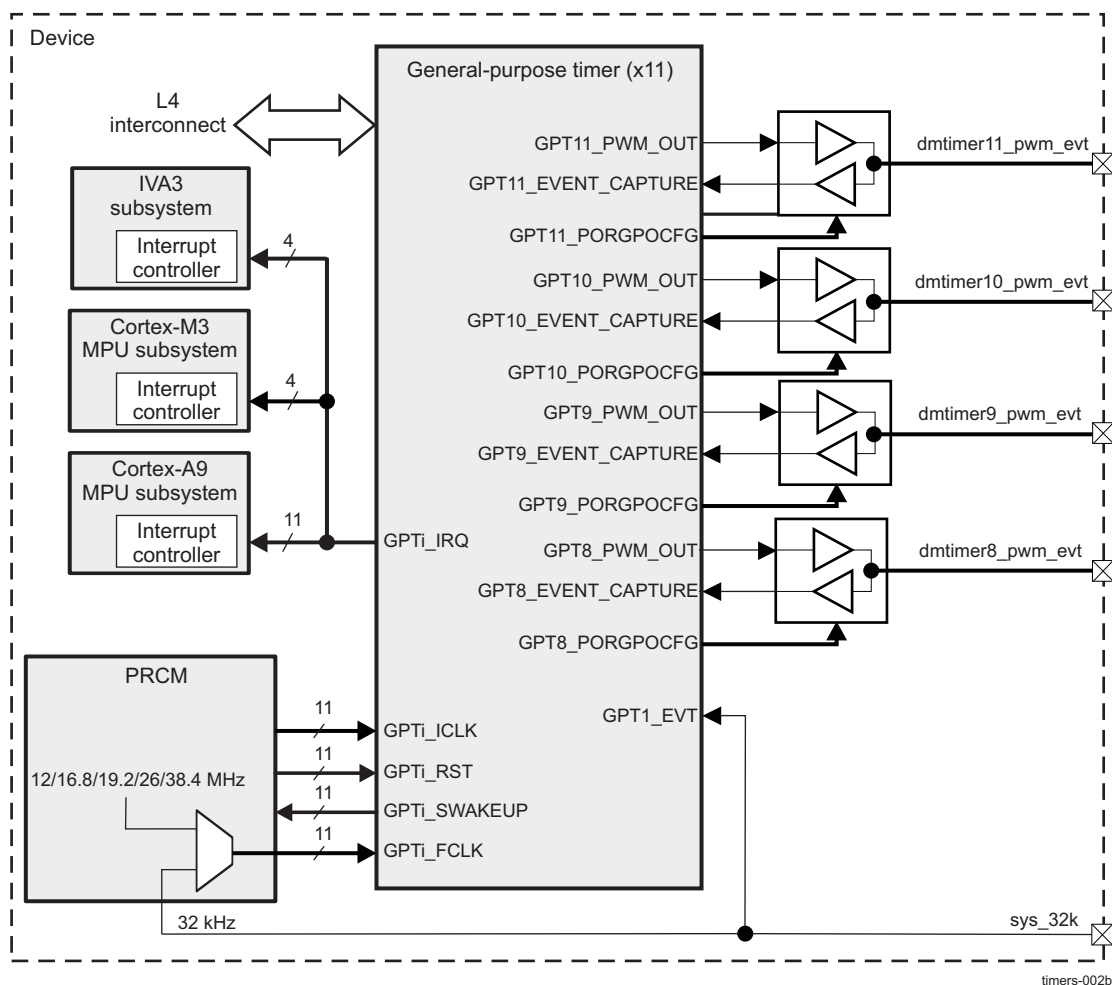 Device
General-purpose timer (x11)
L4
interconnect
IVA3
subsystem
Interrupt
controller
4
Cortex-M3
MPU subsystem
Interrupt
controller
4
Cortex-A9
MPU subsystem
Interrupt
controller
11
GPTi_IRQ
GPT11_PWM_OUT
GPT11_EVENT_CAPTURE
GPT11_PORGPOCFG
dmtimer11_pwm_evt
GPT10_PWM_OUT
GPT10_EVENT_CAPTURE
GPT10_PORGPOCFG
dmtimer10_pwm_evt
GPT9_PWM_OUT
GPT9_EVENT_CAPTURE
GPT9_PORGPOCFG
dmtimer9_pwm_evt
GPT8_PWM_OUT
GPT8_EVENT_CAPTURE
GPT8_PORGPOCFG
dmtimer8_pwm_evt
GPT1_EVT
PRCM
12/16.8/19.2/26/38.4 MHz
11
GPTi_ICLK
11
GPTi_RST
11
GPTi_SWAKEUP
11
GPTi_FCLK
32 kHz
sys_32k
timers-002b